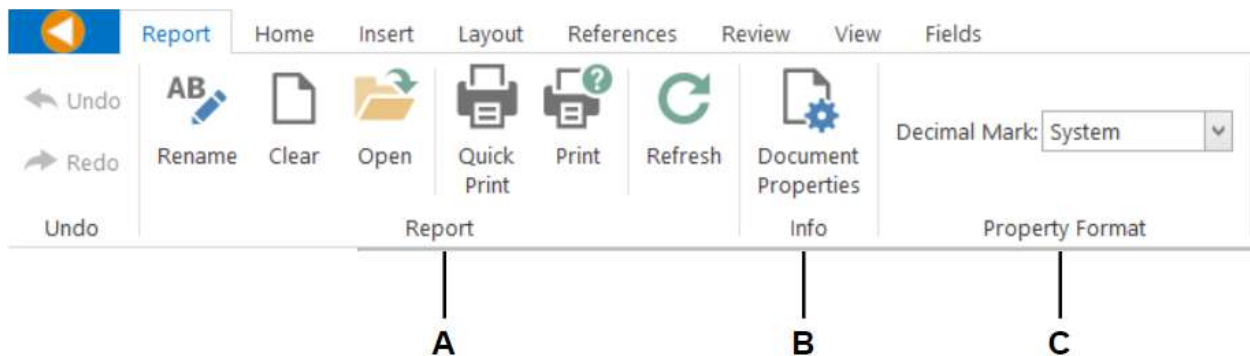 Report Home Insert Layout References Review View Fields
Undo
Redo
AB
Rename Clear Open Quick Print Print Refresh Document Properties
?
Decimal Mark: System
Undo Report Info Property Format
A B C